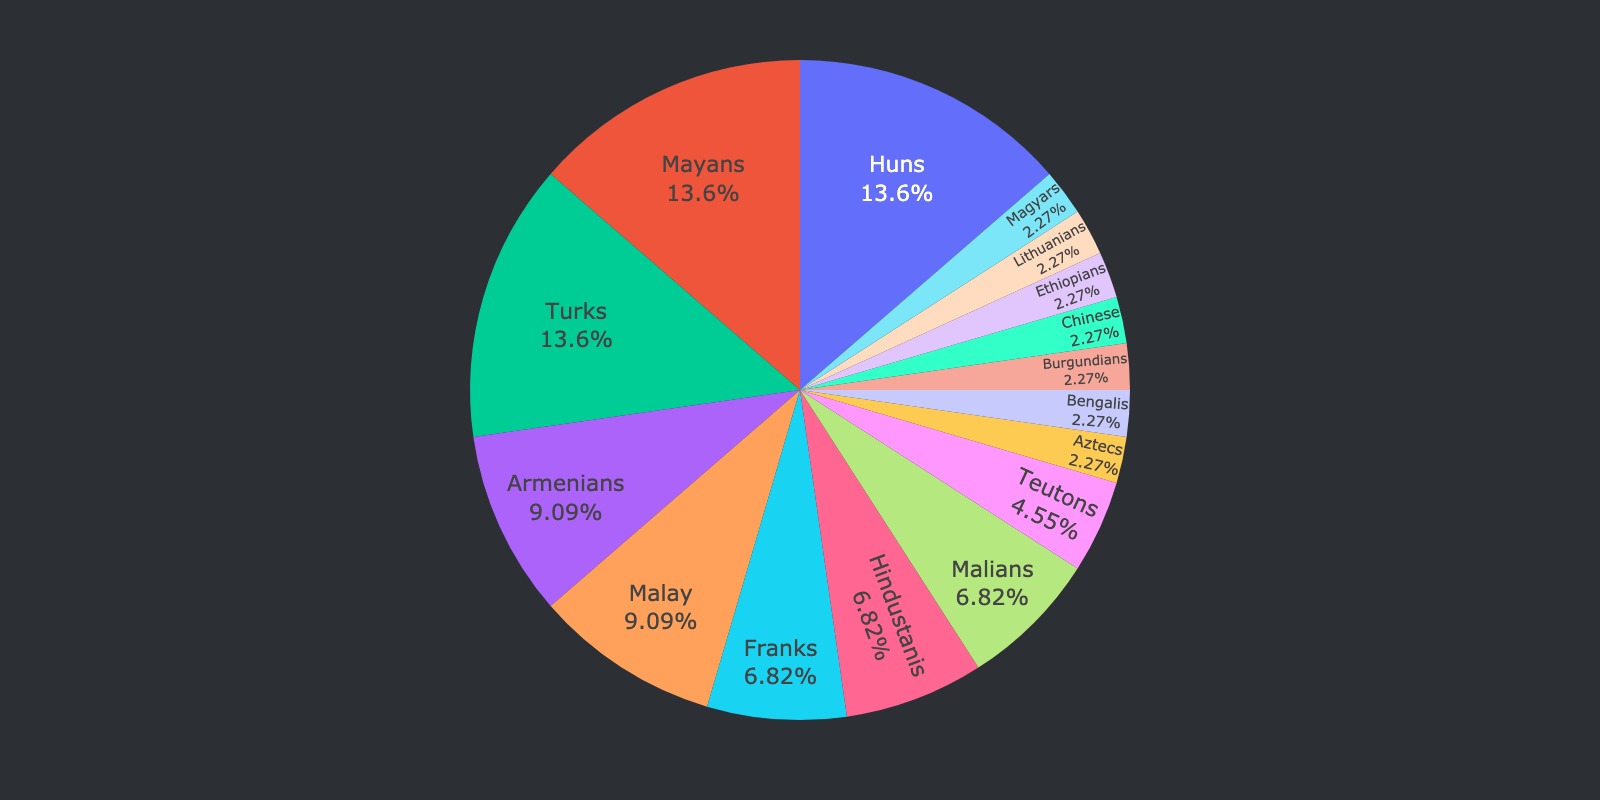 Mayans
13.6%
Huns
13.6%
Magyars
2.27%
Lithuanians
2.27%
Ethiopians
2.27%
Chinese
2.27%
Burgundians
2.27%
Bengalis
2.27%
Aztecs
2.27%
Teutons
4.55%
Malians
6.82%
Hindustanis
6.82%
Franks
6.82%
Malay
9.09%
Armenians
9.09%
Turks
13.6%